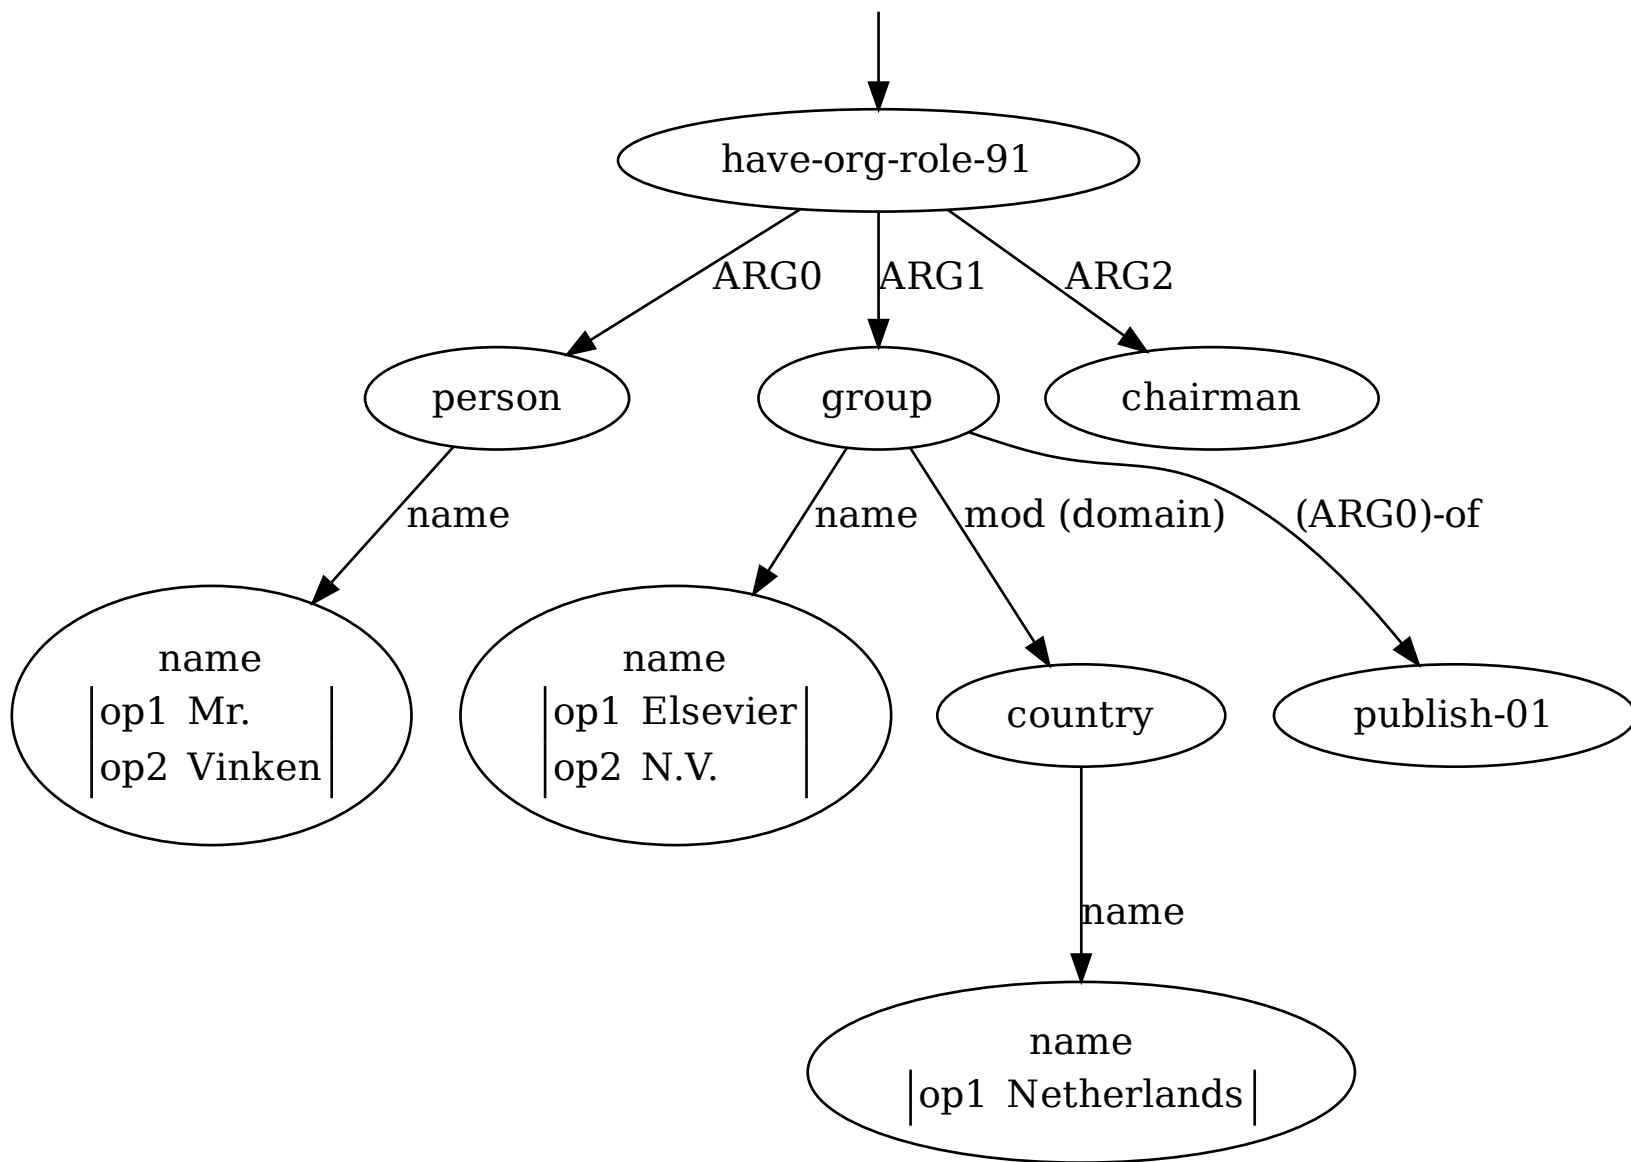 have-org-role-91
ARG0
ARG1
ARG2
person
group
chairman
name
name
mod (domain)
(ARG0)-of
name
op1 Mr.
op2 Vinken
name
op1 Elsevier
op2 N.V.
country
publish-01
name
name
op1 Netherlands